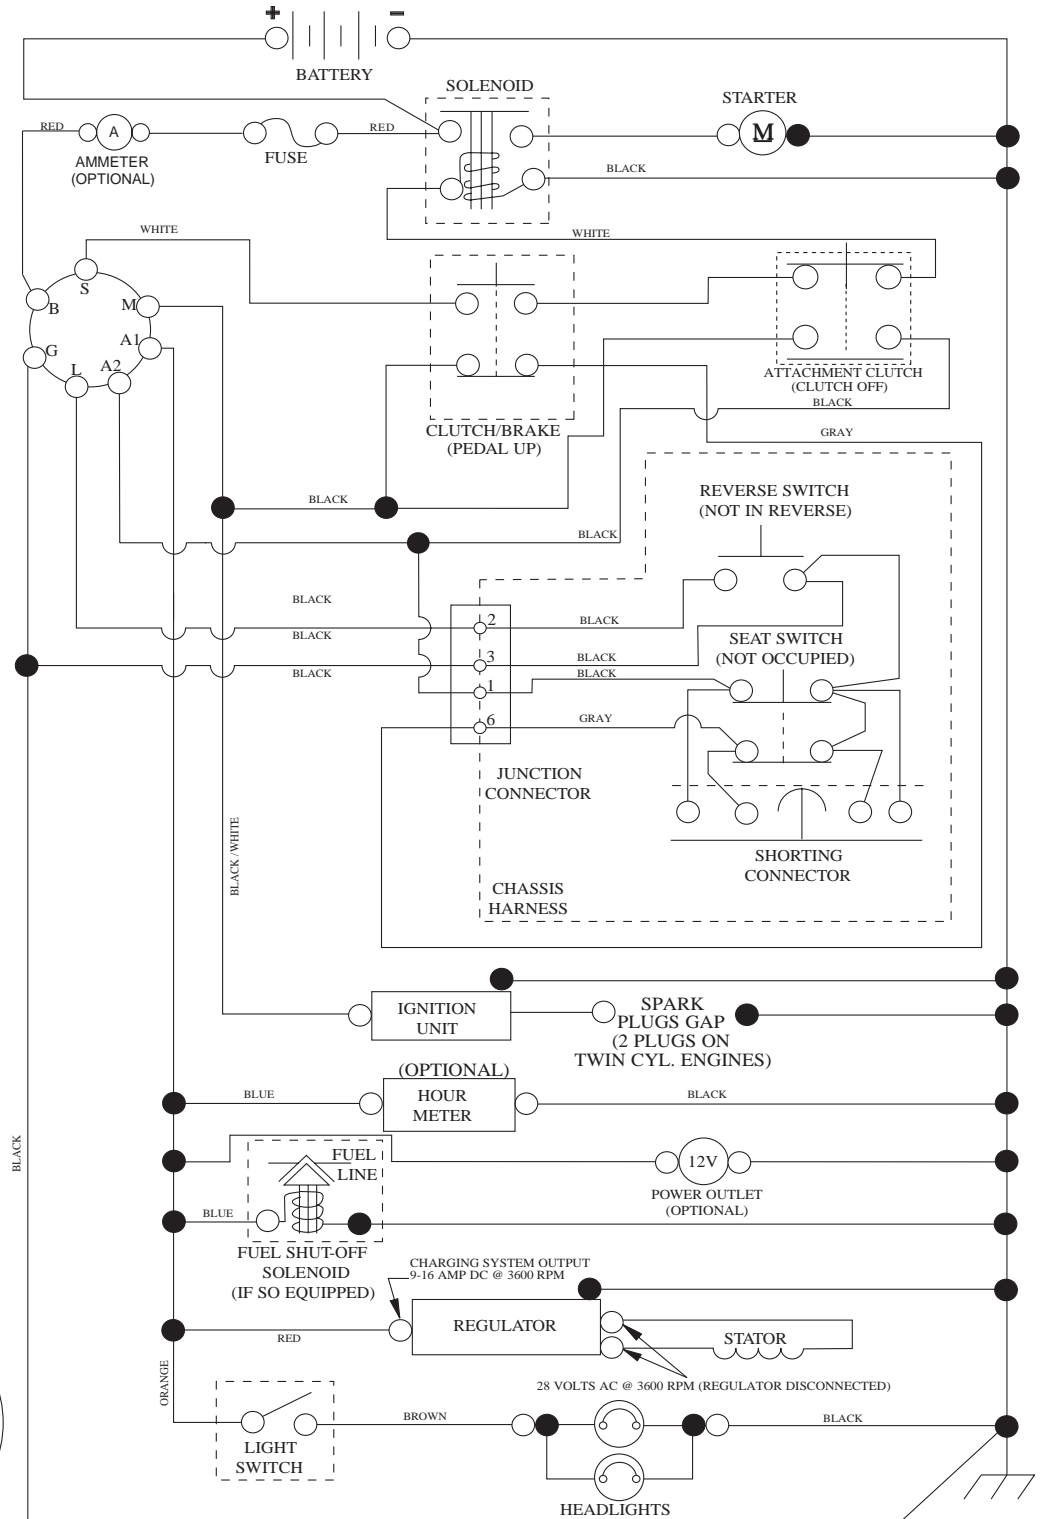 + −
BATTERY
SOLENOID
STARTER
RED
A
RED
M
FUSE
AMMETER
(OPTIONAL)
BLACK
WHITE
WHITE
S
B
M
A1
G
L
A2
ATTACHMENT CLUTCH
(CLUTCH OFF)
BLACK
CLUTCH/BRAKE
(PEDAL UP)
GRAY
REVERSE SWITCH
(NOT IN REVERSE)
BLACK
BLACK
BLACK
2
BLACK
BLACK
SEAT SWITCH
(NOT OCCUPIED)
3
BLACK
BLACK
BLACK
1
6
GRAY
JUNCTION
CONNECTOR
BLACK / WHITE
SHORTING
CONNECTOR
CHASSIS
HARNESS
IGNITION
UNIT
SPARK
PLUGS GAP
(2 PLUGS ON
TWIN CYL. ENGINES)
(OPTIONAL)
HOUR
METER
BLUE
BLACK
BLACK
FUEL
LINE
12V
POWER OUTLET
(OPTIONAL)
BLUE
FUEL SHUT-OFF
SOLENOID
(IF SO EQUIPPED)
CHARGING SYSTEM OUTPUT
9-16 AMP DC @ 3600 RPM
REGULATOR
STATOR
RED
ORANGE
28 VOLTS AC @ 3600 RPM (REGULATOR DISCONNECTED)
BROWN
BLACK
LIGHT
SWITCH
HEADLIGHTS